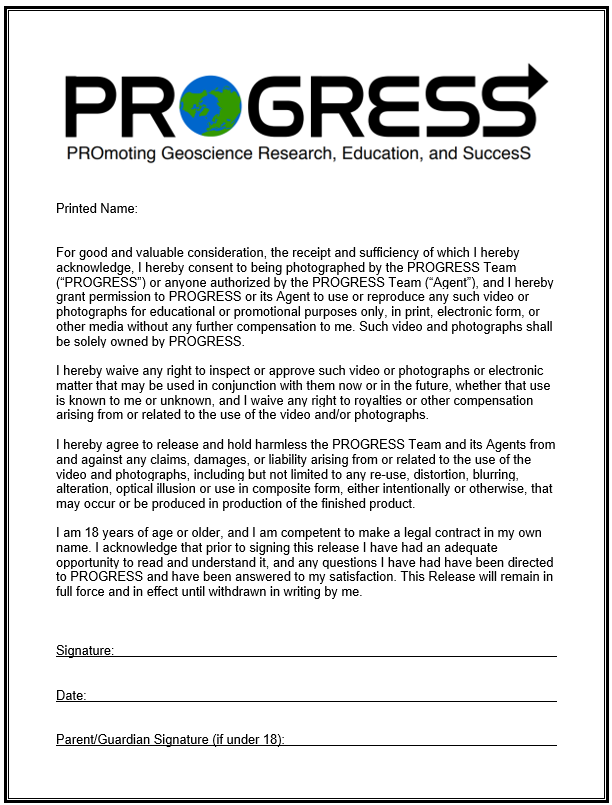 PROGRESS
PROmoting Geoscience Research, Education, and SuccesS
Printed Name:
For good and valuable consideration, the receipt and sufficiency of which I hereby
acknowledge, I hereby consent to being photographed by the PROGRESS Team
(“PROGRESS”) or anyone authorized by the PROGRESS Team (“Agent”), and I hereby
grant permission to PROGRESS or its Agent to use or reproduce any such video or
photographs for educational or promotional purposes only, in print, electronic form, or
other media without any further compensation to me. Such video and photographs shall
be solely owned by PROGRESS.
I hereby waive any right to inspect or approve such video or photographs or electronic
matter that may be used in conjunction with them now or in the future, whether that use
is known to me or unknown, and I waive any right to royalties or other compensation
arising from or related to the use of the video and/or photographs.
I hereby agree to release and hold harmless the PROGRESS Team and its Agents from
and against any claims, damages, or liability arising from or related to the use of the
video and photographs, including but not limited to any re-use, distortion, blurring,
alteration, optical illusion or use in composite form, either intentionally or otherwise, that
may occur or be produced in production of the finished product.
I am 18 years of age or older, and I am competent to make a legal contract in my own
name. I acknowledge that prior to signing this release I have had an adequate
opportunity to read and understand it, and any questions I have had have been directed
to PROGRESS and have been answered to my satisfaction. This Release will remain in
full force and in effect until withdrawn in writing by me.
Signature:
Date:
Parent/Guardian Signature (if under 18):